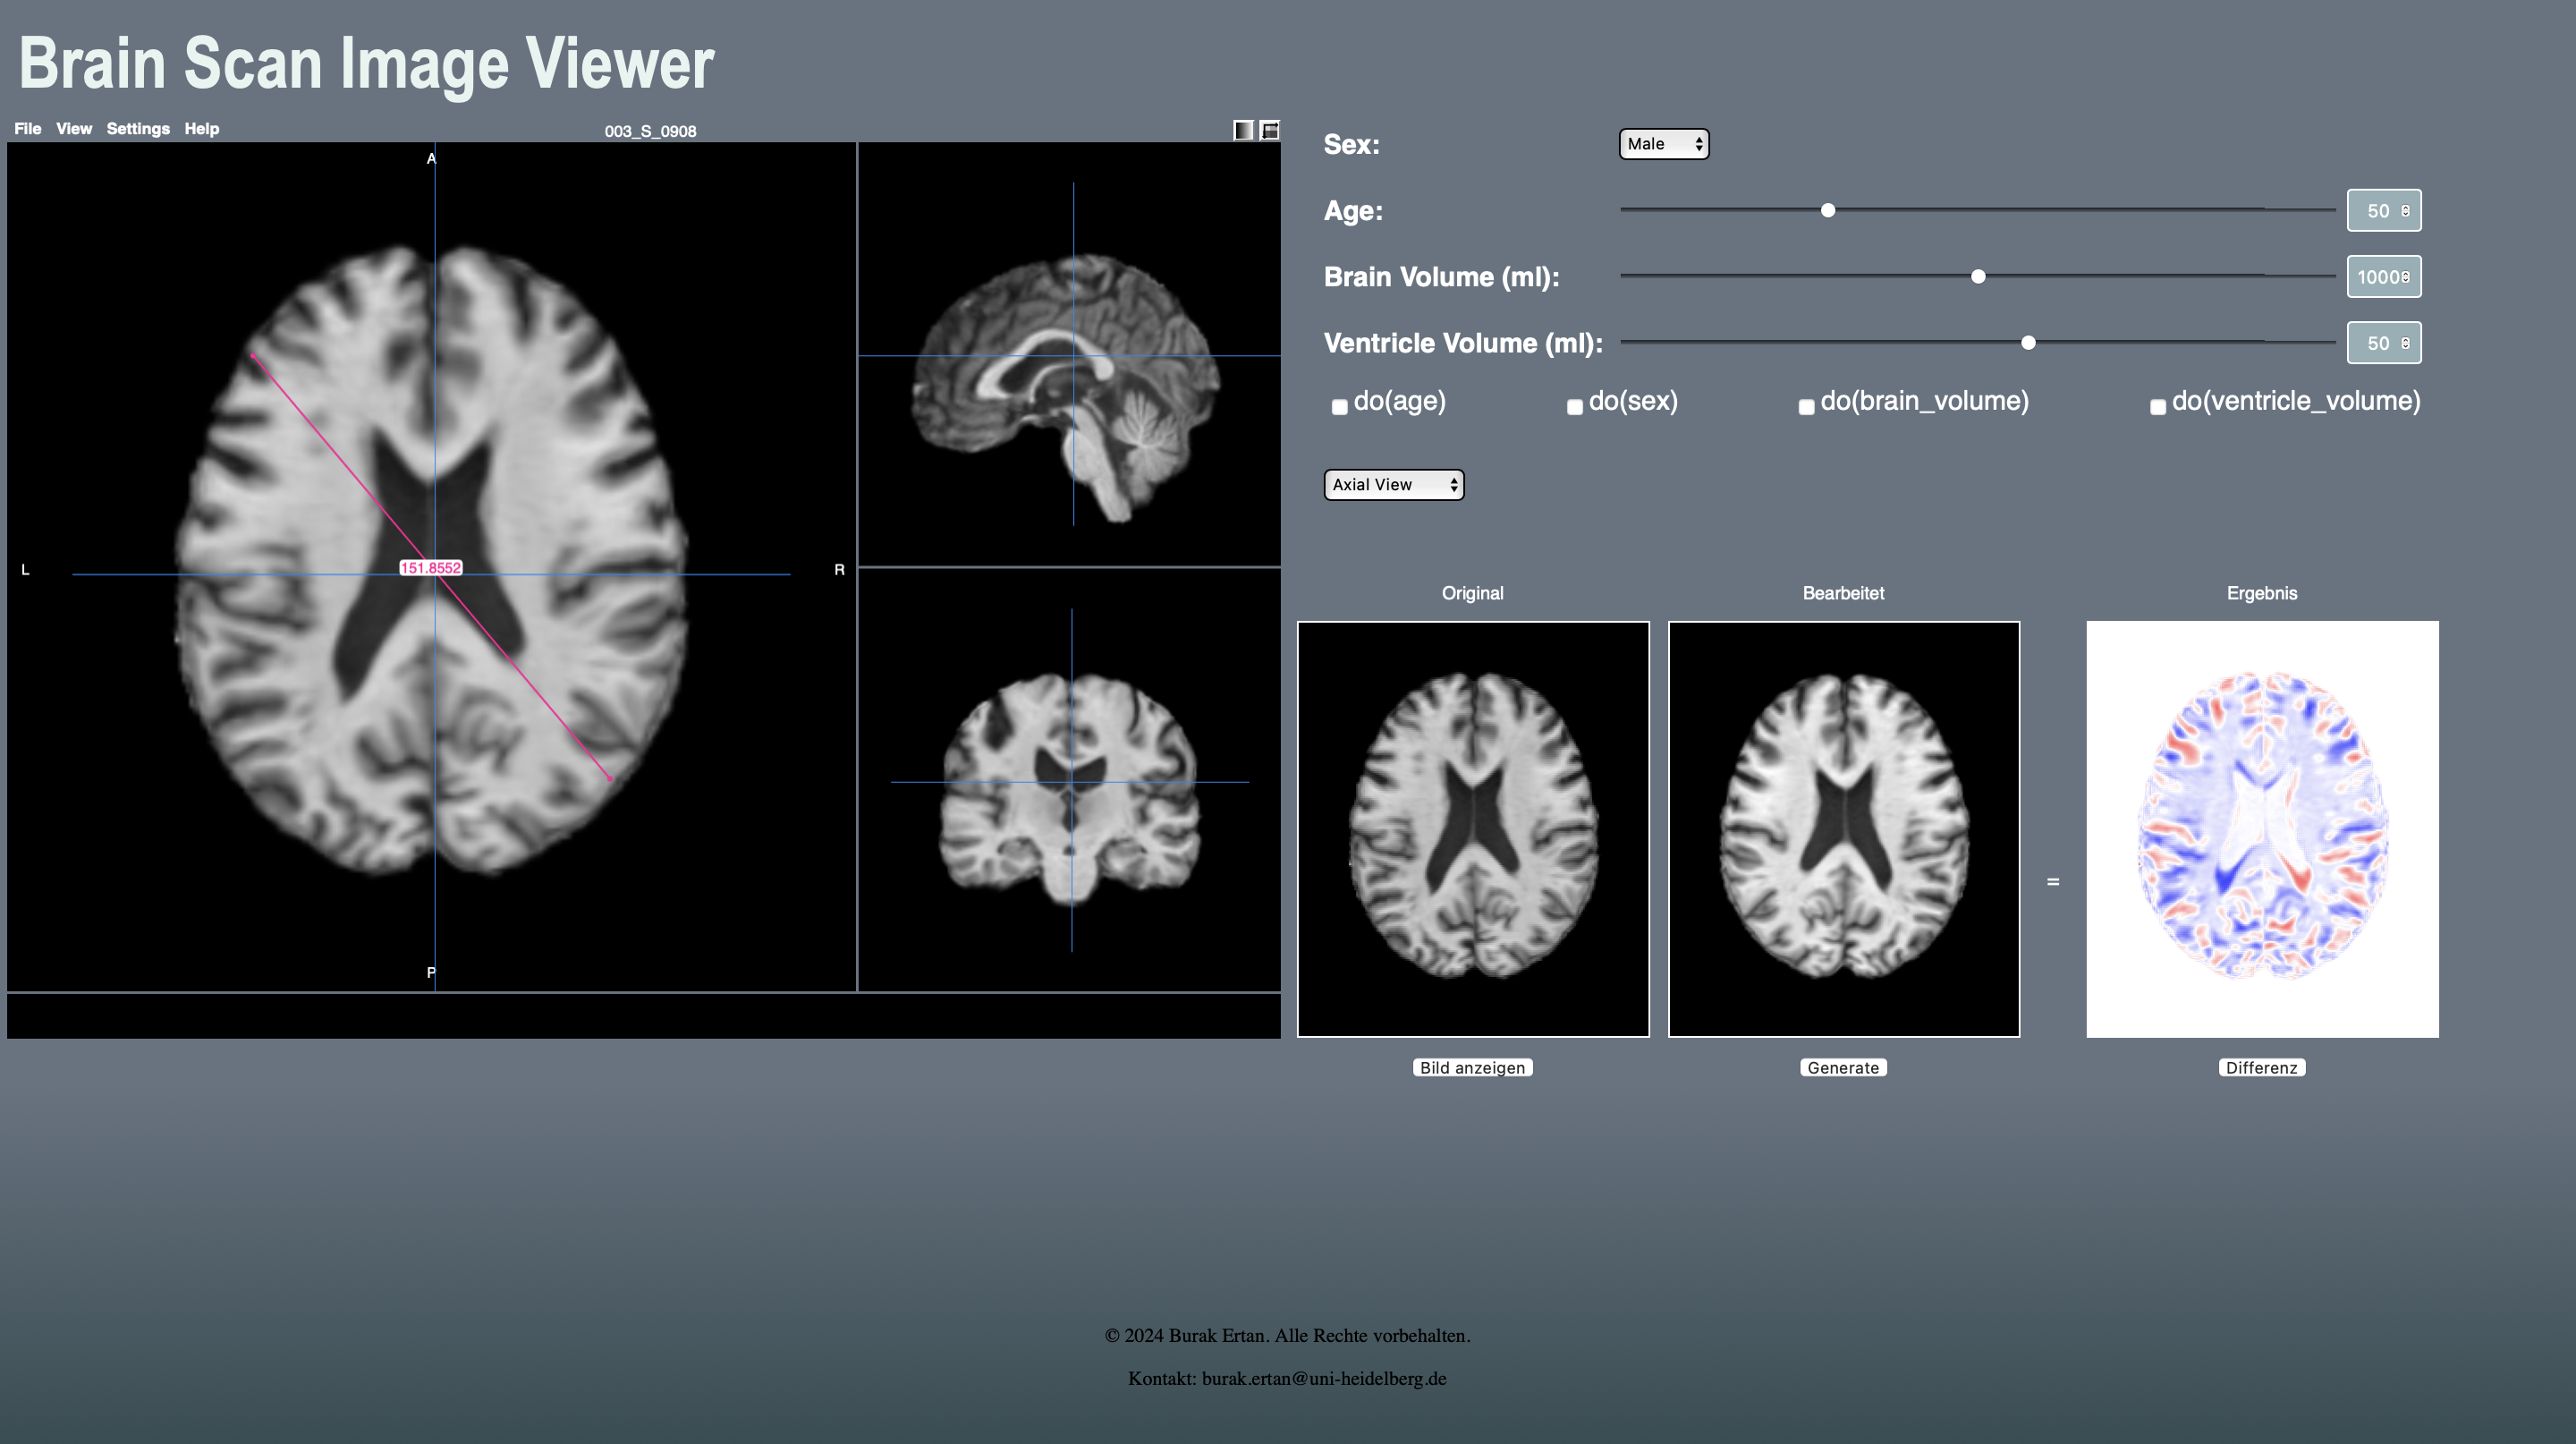 Brain Scan Image Viewer
File View Settings Help
003_S_0908
A
L
R
151.8552
P
Sex: Male
Age: 50
Brain Volume (ml): 1000
Ventricle Volume (ml): 50
do(age) do(sex) do(brain_volume) do(ventricle_volume)
Axial View
Original Bearbeitet Ergebnis
=
Bild anzeigen Generate Differenz
© 2024 Burak Ertan. Alle Rechte vorbehalten.
Kontakt: burak.ertan@uni-heidelberg.de